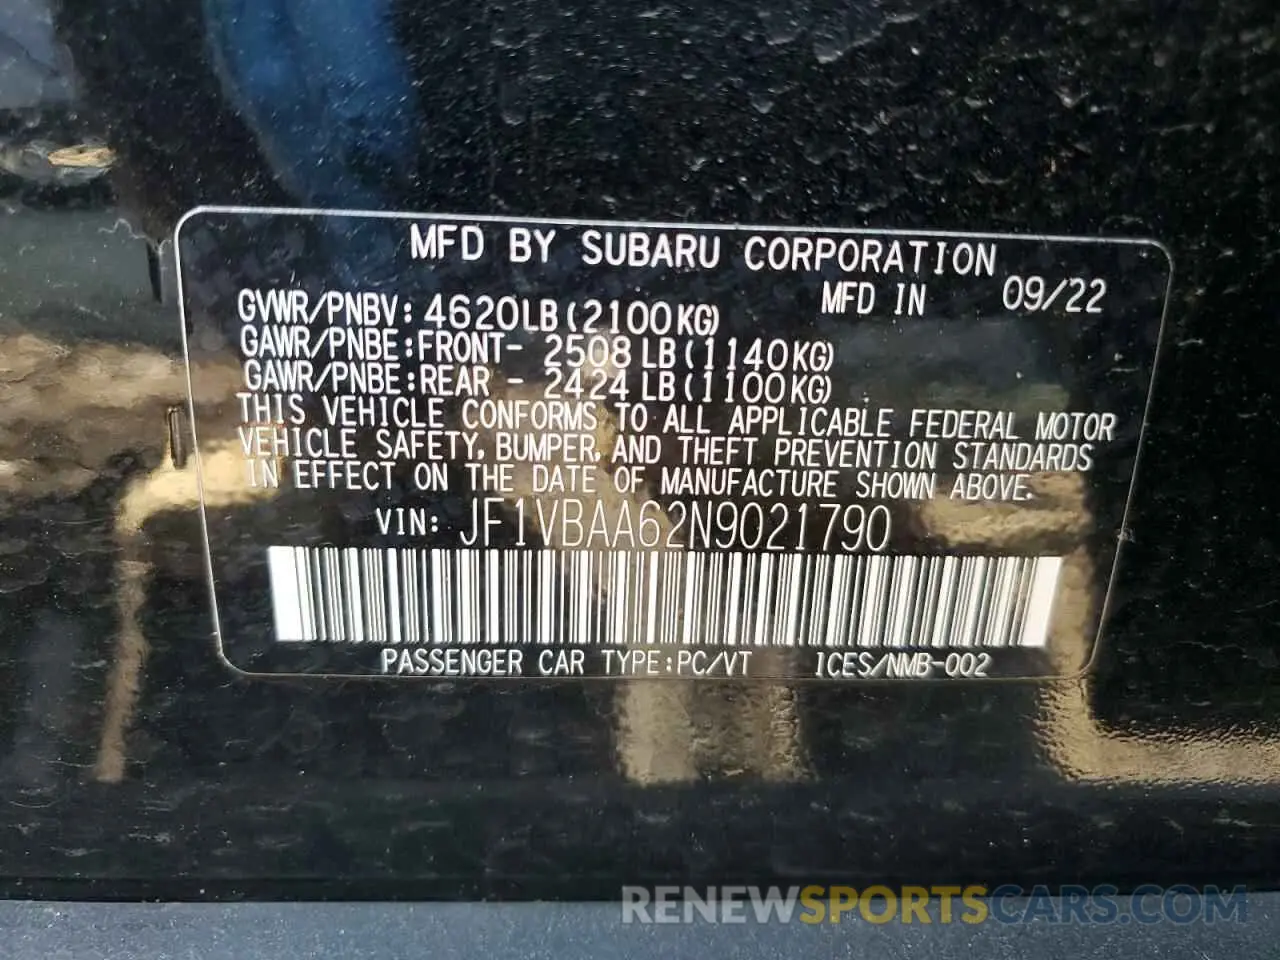 MFD BY SUBARU CORPORATION
MFD IN 09/22
GVWR/PNBV: 4620LB(2100KG)
GAWR/PNBE:FRONT- 2508LB(1140KG)
GAWR/PNBE:REAR - 2424LB(1100KG)
THIS VEHICLE CONFORMS TO ALL APPLICABLE FEDERAL MOTOR
VEHICLE SAFETY, BUMPER, AND THEFT PREVENTION STANDARDS
IN EFFECT ON THE DATE OF MANUFACTURE SHOWN ABOVE.
VIN: JF1VBAA62N9021790
PASSENGER CAR TYPE:PC/VT ICES/NMB-002
RENEWSPORTSCARS.COM